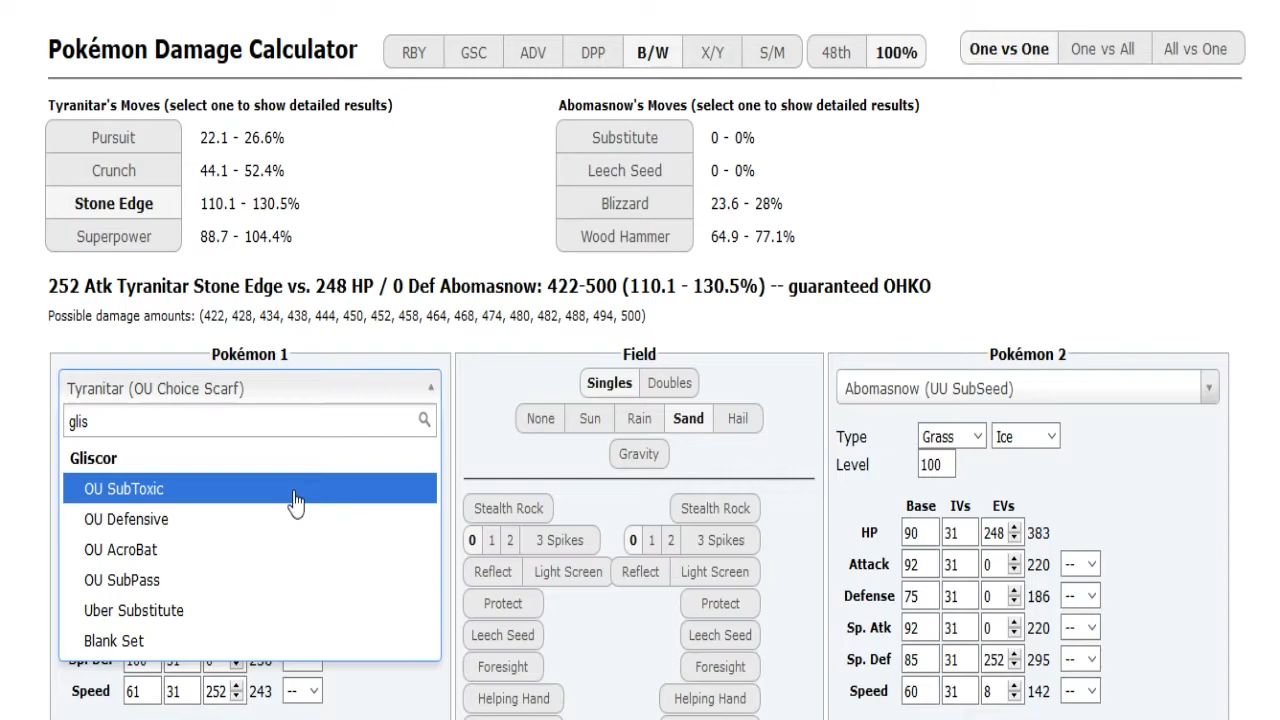 Pokémon Damage Calculator
RBY GSC ADV DPP B/W X/Y S/M 48th 100% One vs One One vs All All vs One
Tyranitar's Moves (select one to show detailed results)
Pursuit 22.1 - 26.6%
Crunch 44.1 - 52.4%
Stone Edge 110.1 - 130.5%
Superpower 88.7 - 104.4%
Abomasnow's Moves (select one to show detailed results)
Substitute 0 - 0%
Leech Seed 0 - 0%
Blizzard 23.6 - 28%
Wood Hammer 64.9 - 77.1%
252 Atk Tyranitar Stone Edge vs. 248 HP / 0 Def Abomasnow: 422-500 (110.1 - 130.5%) -- guaranteed OHKO
Possible damage amounts: (422, 428, 434, 438, 444, 450, 452, 458, 464, 468, 474, 480, 482, 488, 494, 500)
Pokémon 1
Tyranitar (OU Choice Scarf)
glis
Gliscor
OU SubToxic
OU Defensive
OU AcroBat
OU SubPass
Uber Substitute
Blank Set
Speed 61 31 252 243 --
Field
Singles Doubles
None Sun Rain Sand Hail
Gravity
Stealth Rock Stealth Rock
0 1 2 3 Spikes 0 1 2 3 Spikes
Reflect Light Screen Reflect Light Screen
Protect Protect
Leech Seed Leech Seed
Foresight Foresight
Helping Hand Helping Hand
Pokémon 2
Abomasnow (UU SubSeed)
Type Grass Ice
Level 100
Base IVs EVs
HP 90 31 248 383
Attack 92 31 0 220 --
Defense 75 31 0 186 --
Sp. Atk 92 31 0 220 --
Sp. Def 85 31 252 295 --
Speed 60 31 8 142 --